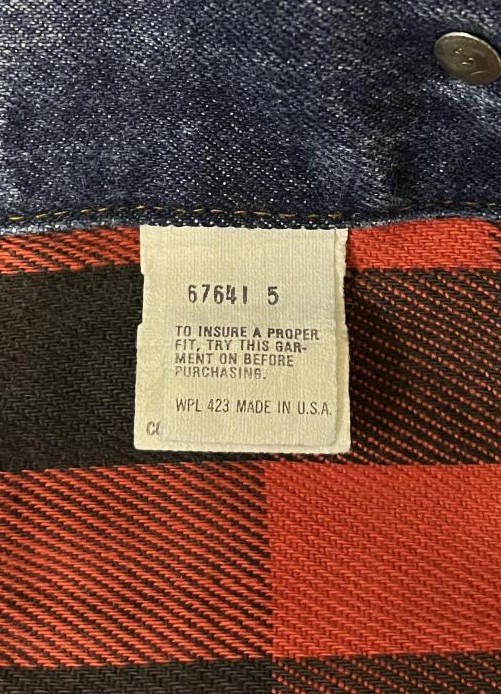 67641 5
TO INSURE A PROPER
FIT, TRY THIS GAR-
MENT ON BEFORE
PURCHASING.
WPL 423 MADE IN U.S.A.